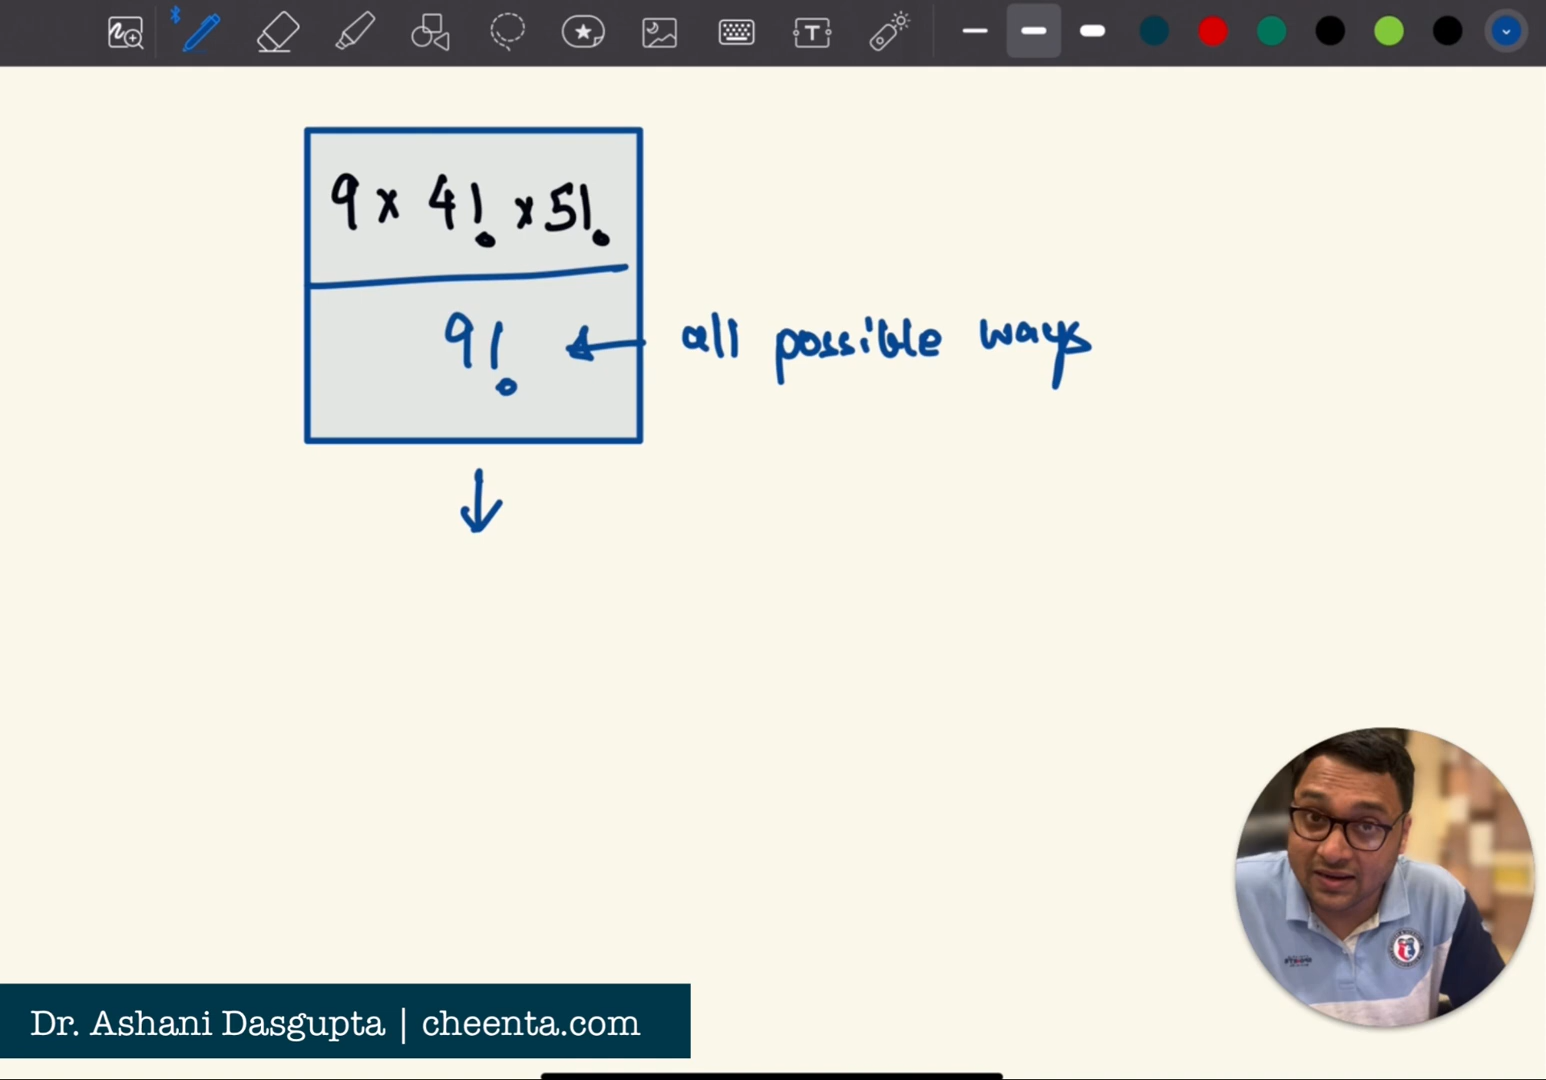 9 × 4! × 5!
9! ← all possible ways
↓
Dr. Ashani Dasgupta | cheenta.com